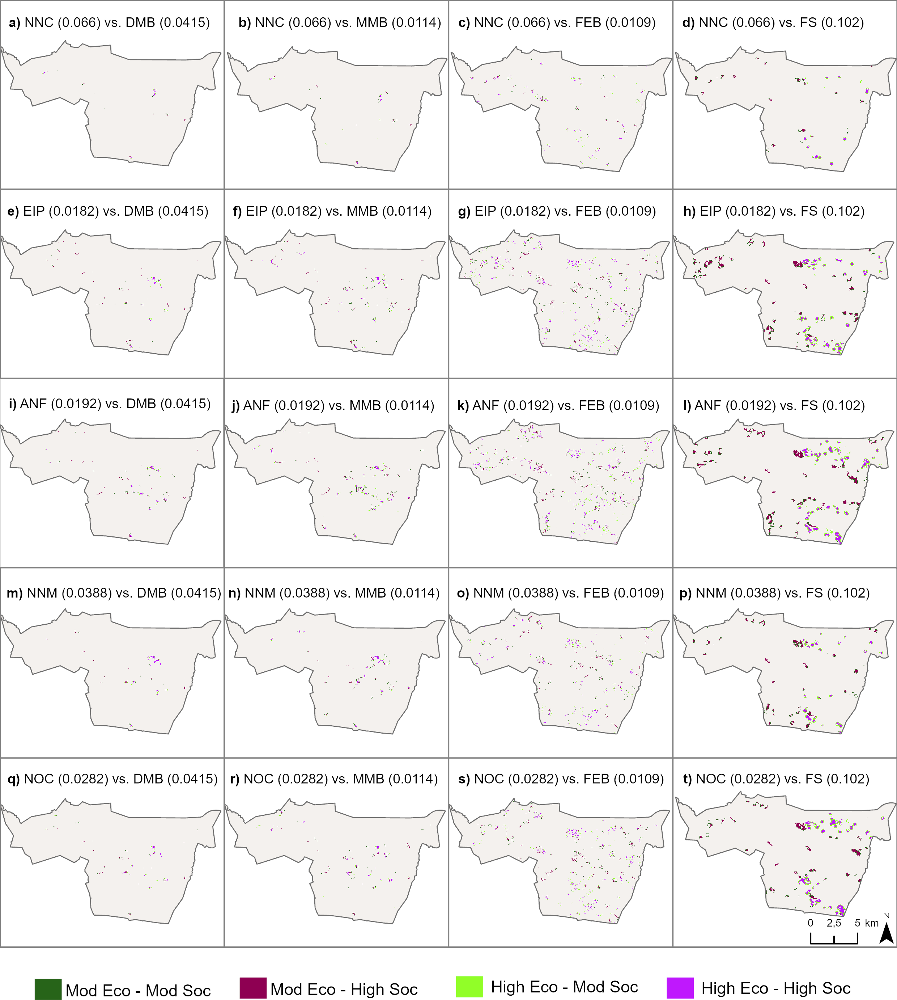 a) NNC (0.066) vs. DMB (0.0415)
b) NNC (0.066) vs. MMB (0.0114)
c) NNC (0.066) vs. FEB (0.0109)
d) NNC (0.066) vs. FS (0.102)
e) EIP (0.0182) vs. DMB (0.0415)
f) EIP (0.0182) vs. MMB (0.0114)
g) EIP (0.0182) vs. FEB (0.0109)
h) EIP (0.0182) vs. FS (0.102)
i) ANF (0.0192) vs. DMB (0.0415)
j) ANF (0.0192) vs. MMB (0.0114)
k) ANF (0.0192) vs. FEB (0.0109)
l) ANF (0.0192) vs. FS (0.102)
m) NNM (0.0388) vs. DMB (0.0415)
n) NNM (0.0388) vs. MMB (0.0114)
o) NNM (0.0388) vs. FEB (0.0109)
p) NNM (0.0388) vs. FS (0.102)
q) NOC (0.0282) vs. DMB (0.0415)
r) NOC (0.0282) vs. MMB (0.0114)
s) NOC (0.0282) vs. FEB (0.0109)
t) NOC (0.0282) vs. FS (0.102)
N
0 2,5 5 km
Mod Eco - Mod Soc
Mod Eco - High Soc
High Eco - Mod Soc
High Eco - High Soc